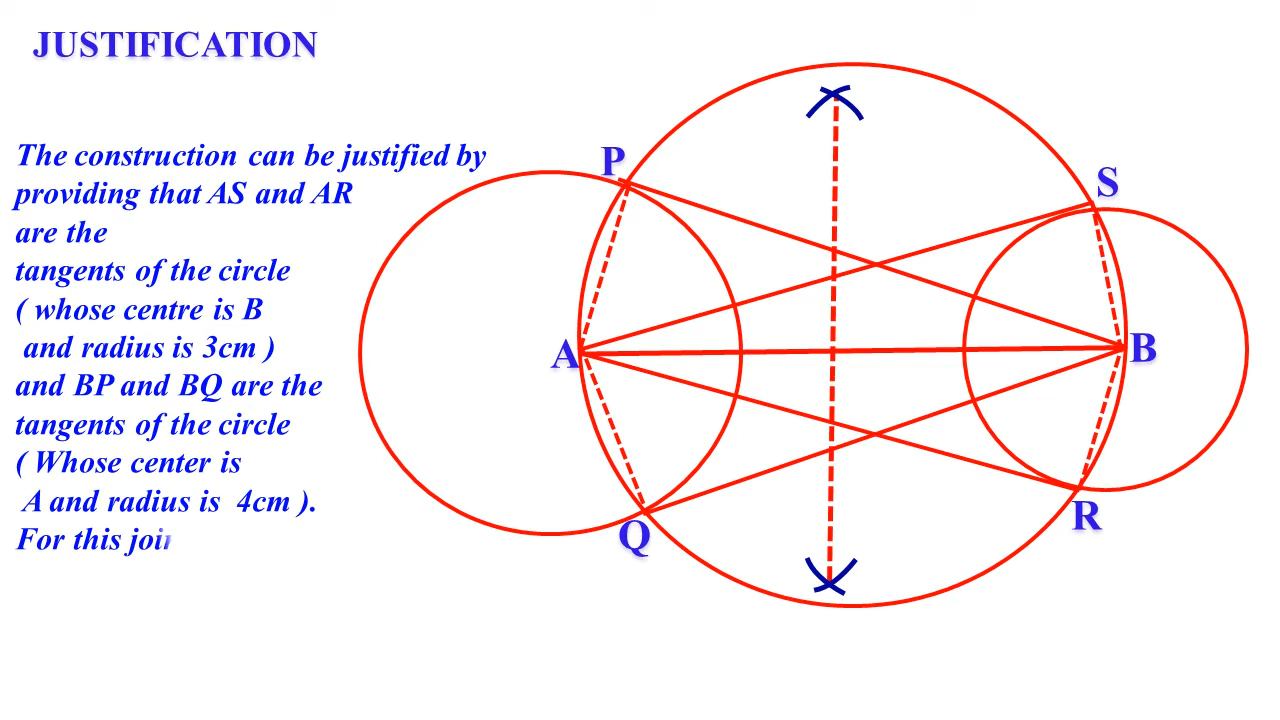 JUSTIFICATION
The construction can be justified by
providing that AS and AR
are the
tangents of the circle
( whose centre is B
and radius is 3cm )
and BP and BQ are the
tangents of the circle
( Whose center is
A and radius is 4cm ).
For this join
P
S
A
B
Q
R